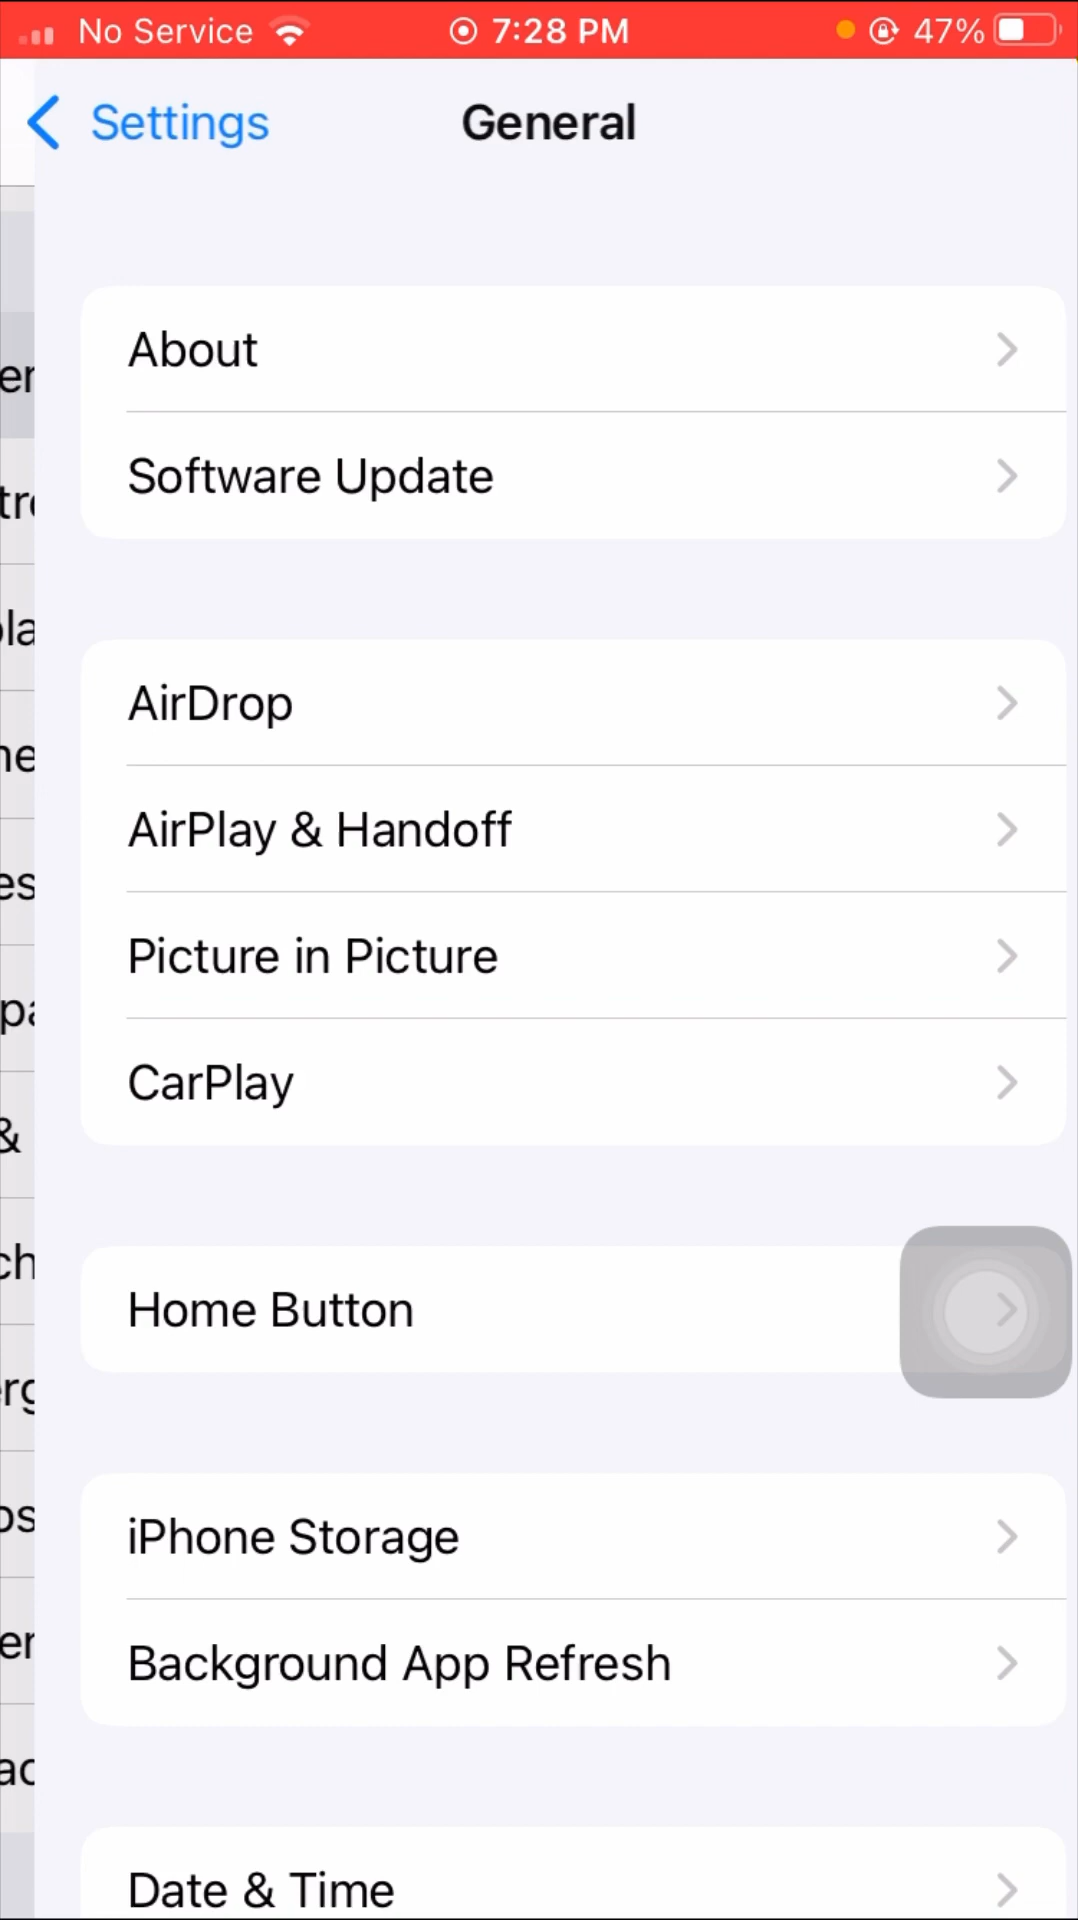 No Service 7:28 PM 47%
Settings General
About
Software Update
AirDrop
AirPlay & Handoff
Picture in Picture
CarPlay
&
Home Button
iPhone Storage
Background App Refresh
Date & Time